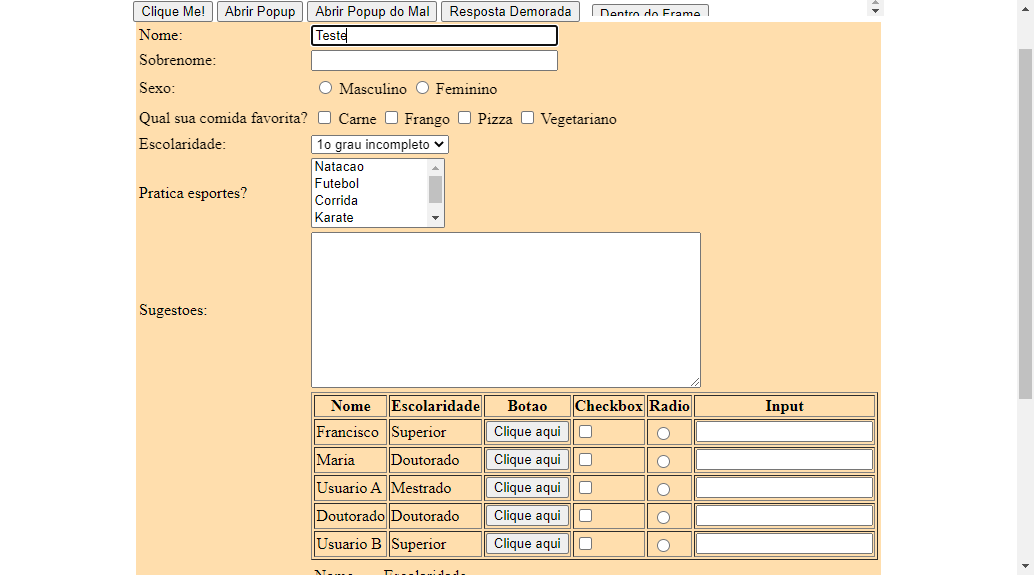 Clique Me! Abrir Popup Abrir Popup do Mal Resposta Demorada Dentro do Frame
Nome: Teste
Sobrenome:
Sexo: Masculino Feminino
Qual sua comida favorita? Carne Frango Pizza Vegetariano
Escolaridade: 1o grau incompleto
Natacao
Futebol
Pratica esportes?
Corrida
Karate
Sugestoes:
Nome Escolaridade Botao Checkbox Radio Input
Francisco Superior Clique aqui
Maria Doutorado Clique aqui
Usuario A Mestrado Clique aqui
Doutorado Doutorado Clique aqui
Usuario B Superior Clique aqui
Nome Escolaridade